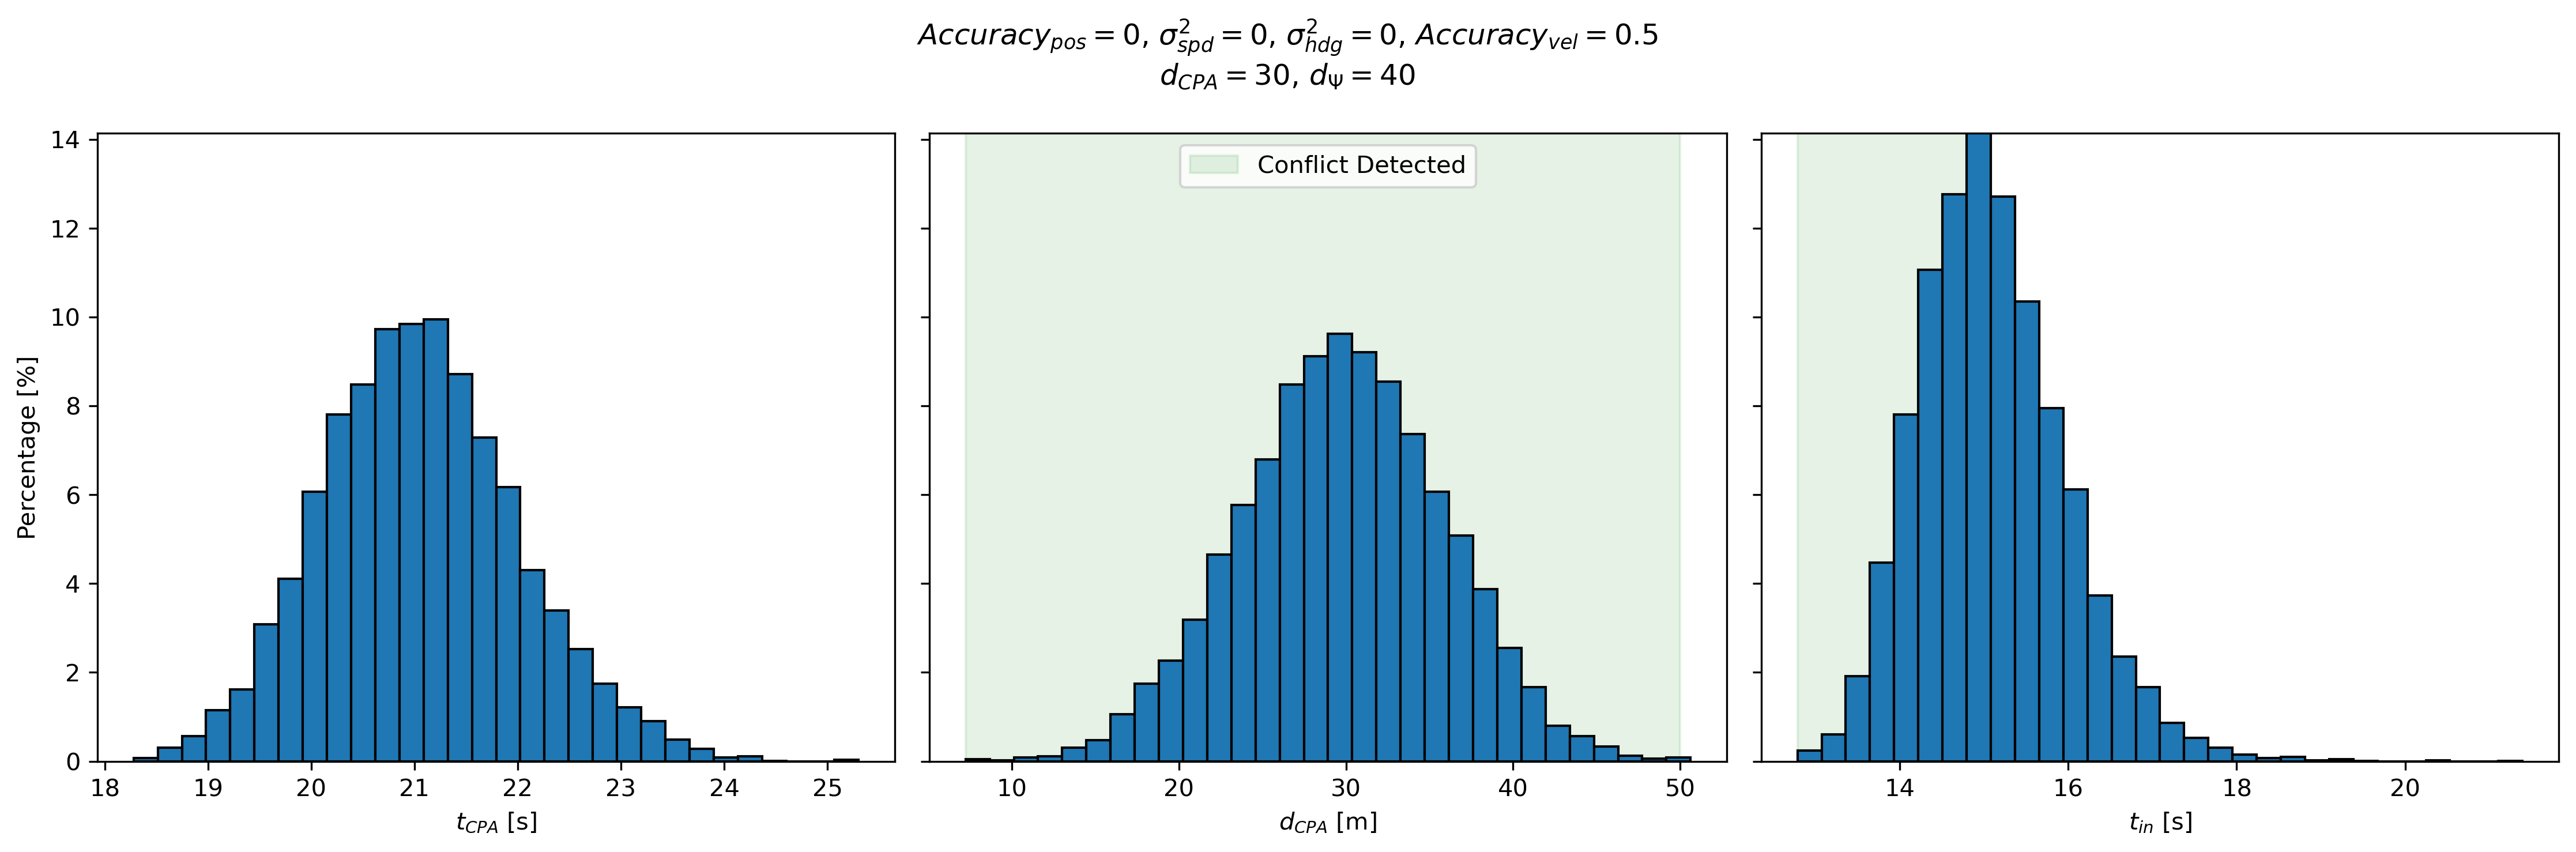 Accuracy_pos = 0, σ²_spd = 0, σ²_hdg = 0, Accuracy_vel = 0.5
d_CPA = 30, d_Ψ = 40
Percentage [%]
14
12
10
8
6
4
2
0
18 19 20 21 22 23 24 25
t_CPA [s]
Conflict Detected
10 20 30 40 50
d_CPA [m]
14 16 18 20
t_in [s]